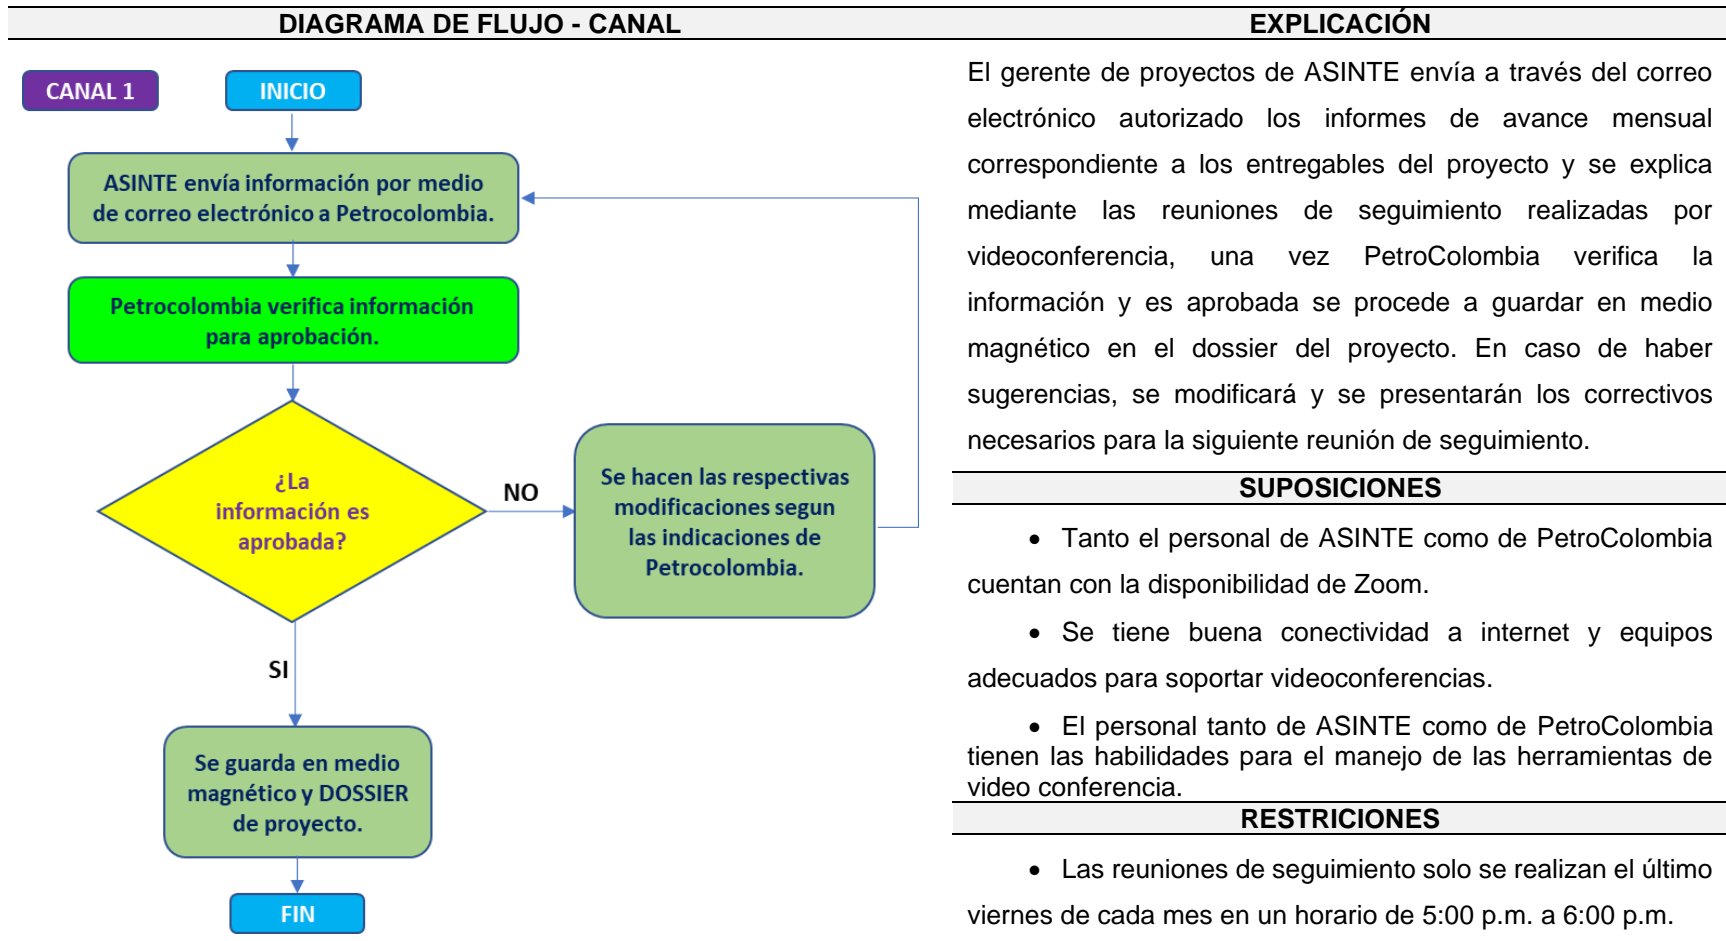 DIAGRAMA DE FLUJO - CANAL
CANAL 1
INICIO
ASINTE envía información por medio
de correo electrónico a Petrocolombia.
Petrocolombia verifica información
para aprobación.
¿La
información es
aprobada?
NO
Se hacen las respectivas
modificaciones segun
las indicaciones de
Petrocolombia.
SI
Se guarda en medio
magnético y DOSSIER
de proyecto.
FIN
EXPLICACIÓN
El gerente de proyectos de ASINTE envía a través del correo
electrónico autorizado los informes de avance mensual
correspondiente a los entregables del proyecto y se explica
mediante las reuniones de seguimiento realizadas por
videoconferencia, una vez PetroColombia verifica la
información y es aprobada se procede a guardar en medio
magnético en el dossier del proyecto. En caso de haber
sugerencias, se modificará y se presentarán los correctivos
necesarios para la siguiente reunión de seguimiento.
SUPOSICIONES
• Tanto el personal de ASINTE como de PetroColombia
cuentan con la disponibilidad de Zoom.
• Se tiene buena conectividad a internet y equipos
adecuados para soportar videoconferencias.
• El personal tanto de ASINTE como de PetroColombia
tienen las habilidades para el manejo de las herramientas de
video conferencia.
RESTRICIONES
• Las reuniones de seguimiento solo se realizan el último
viernes de cada mes en un horario de 5:00 p.m. a 6:00 p.m.